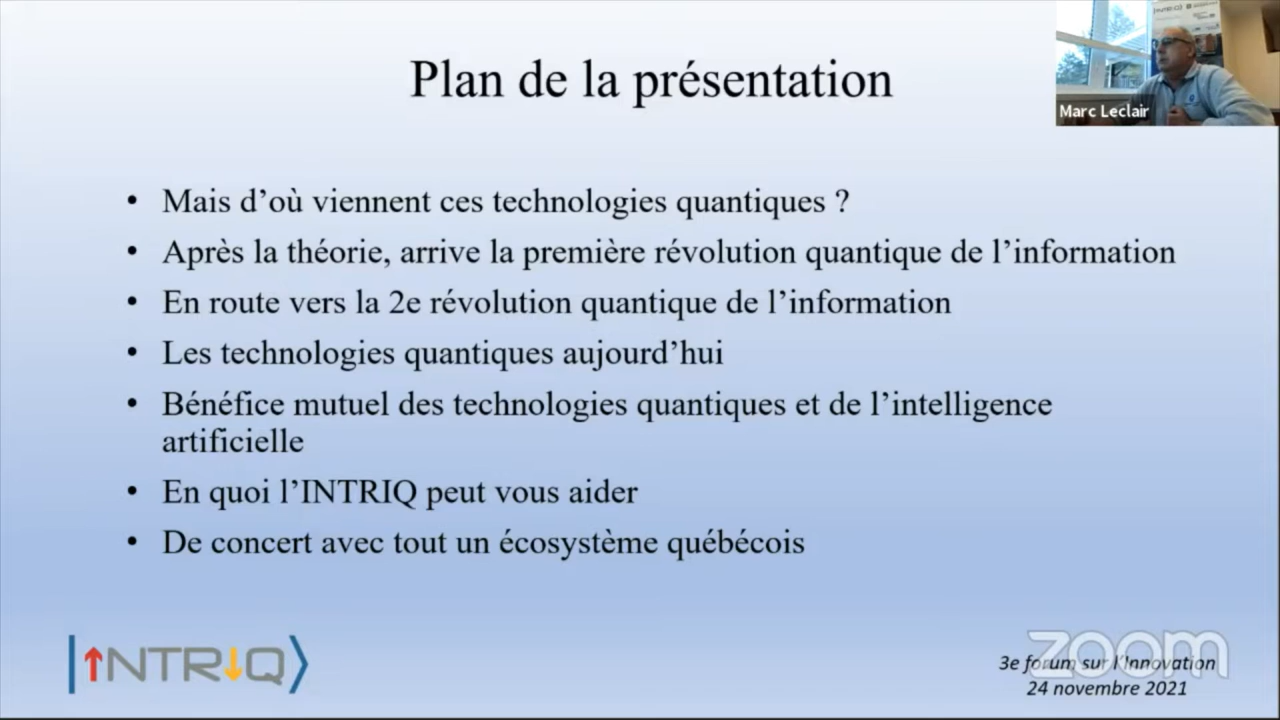 Plan de la présentation
Marc Leclair
• Mais d’où viennent ces technologies quantiques ?
• Après la théorie, arrive la première révolution quantique de l’information
• En route vers la 2e révolution quantique de l’information
• Les technologies quantiques aujourd’hui
• Bénéfice mutuel des technologies quantiques et de l’intelligence
artificielle
• En quoi l’INTRIQ peut vous aider
• De concert avec tout un écosystème québécois
INTRIQ
zoom
3e forum sur l’Innovation
24 novembre 2021